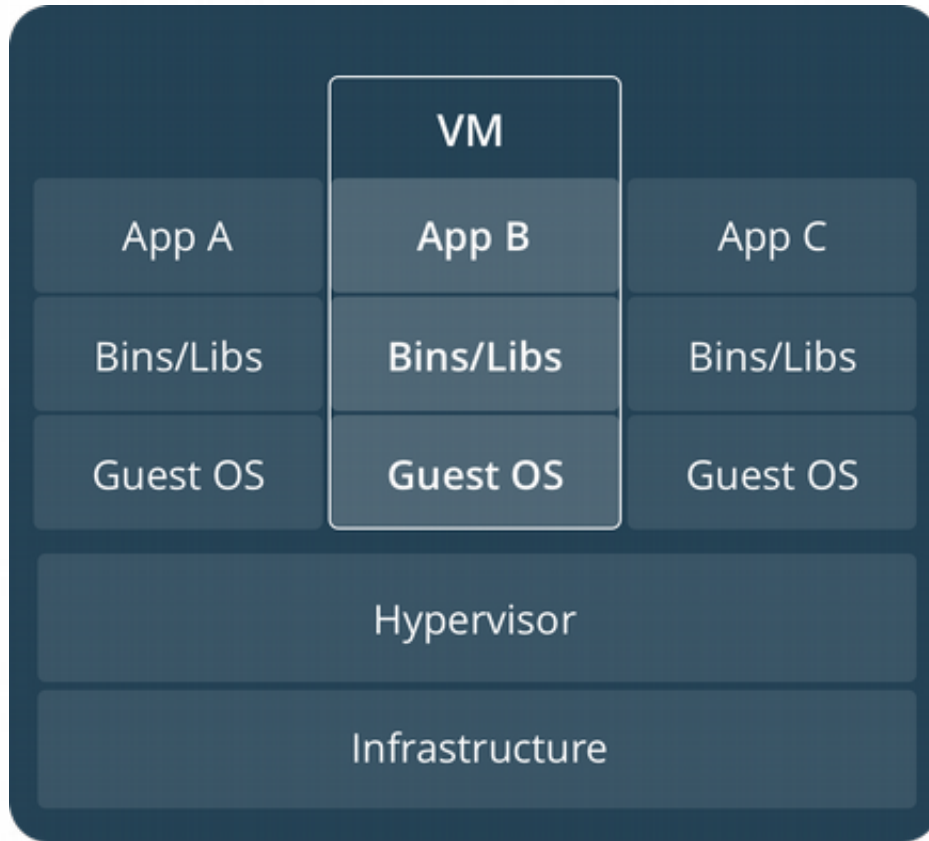 VM
App A App B App C
Bins/Libs Bins/Libs Bins/Libs
Guest OS Guest OS Guest OS
Hypervisor
Infrastructure